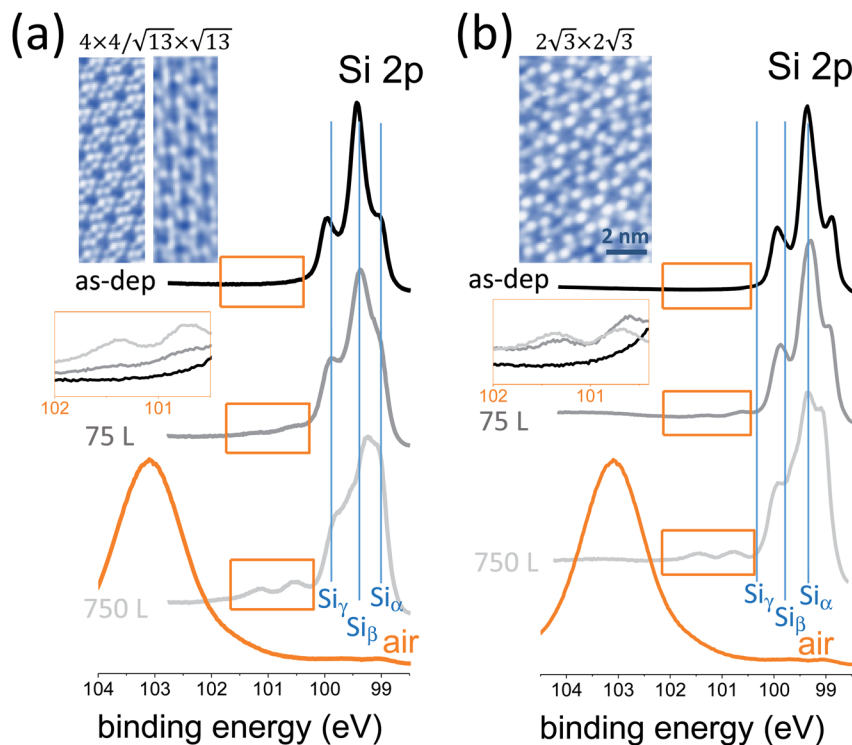 (a)
4×4/√13×√13
Si 2p
as-dep
102
101
75 L
750 L
Siγ
Siβ
Siα
air
104
103
102
101
100
99
binding energy (eV)
(b)
2√3×2√3
Si 2p
2 nm
as-dep
102
101
75 L
750 L
Siγ
Siβ
Siα
air
104
103
102
101
100
99
binding energy (eV)